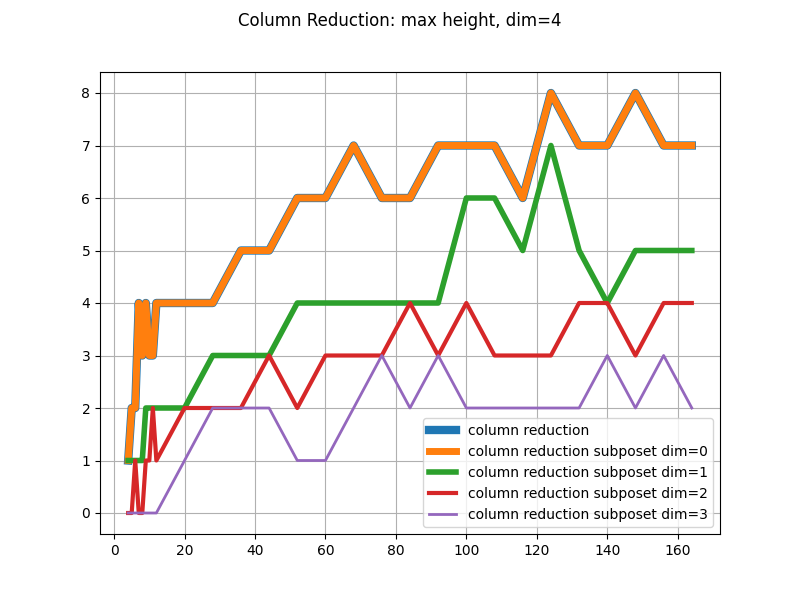 Column Reduction: max height, dim=4
8
7
6
5
4
3
2
1
0
column reduction
column reduction subposet dim=0
column reduction subposet dim=1
column reduction subposet dim=2
column reduction subposet dim=3
0 20 40 60 80 100 120 140 160